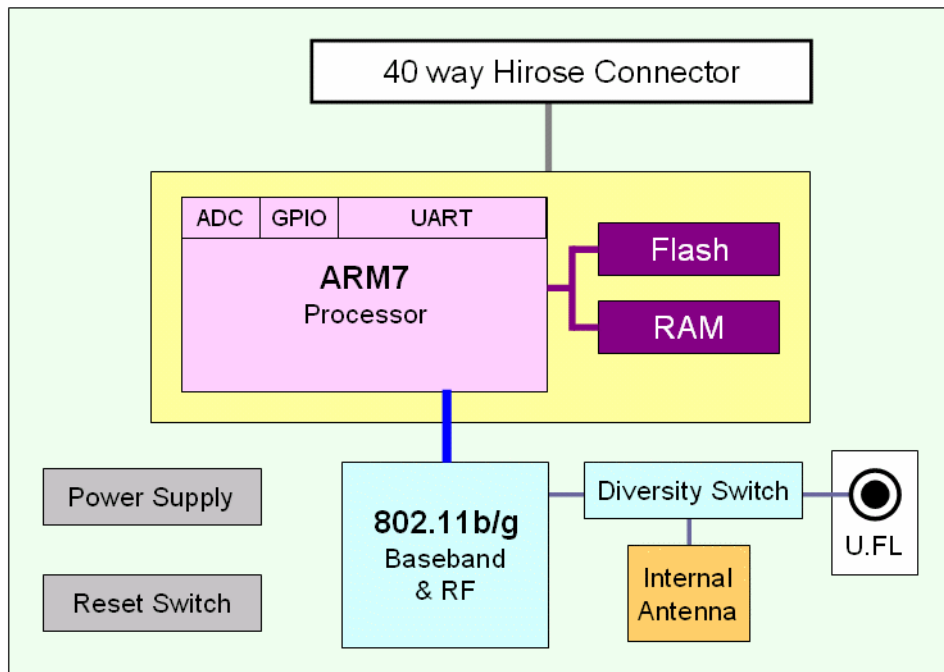 40 way Hirose Connector
ADC GPIO UART
ARM7
Processor
Flash
RAM
Power Supply
Reset Switch
802.11b/g
Baseband
& RF
Diversity Switch
Internal
Antenna
U.FL